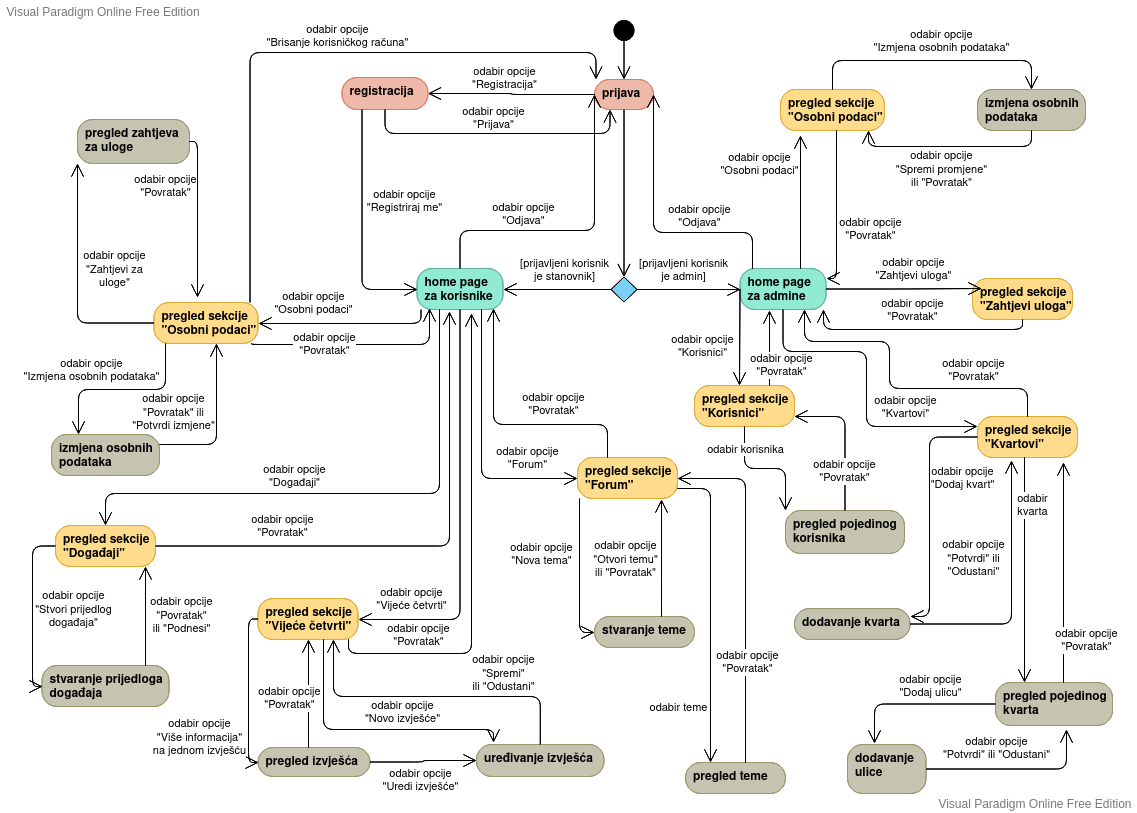 Visual Paradigm Online Free Edition
odabir opcije
"Brisanje korisničkog računa"
odabir opcije
"Izmjena osobnih podataka"
registracija
odabir opcije
"Registracija"
prijava
odabir opcije
"Prijava"
pregled sekcije
"Osobni podaci"
izmjena osobnih
podataka
pregled zahtjeva
za uloge
odabir opcije
"Povratak"
odabir opcije
"Registriraj me"
odabir opcije
"Odjava"
odabir opcije
"Odjava"
odabir opcije
"Osobni podaci"
odabir opcije
"Spremi promjene"
ili "Povratak"
odabir opcije
"Povratak"
odabir opcije
"Zahtjevi za
uloge"
home page
za korisnike
[prijavljeni korisnik
je stanovnik]
[prijavljeni korisnik
je admin]
home page
za admine
odabir opcije
"Zahtjevi uloga"
pregled sekcije
"Zahtjevi uloga"
odabir opcije
"Povratak"
pregled sekcije
"Osobni podaci"
odabir opcije
"Osobni podaci"
odabir opcije
"Povratak"
odabir opcije
"Korisnici"
odabir opcije
"Povratak"
odabir opcije
"Povratak"
odabir opcije
"Izmjena osobnih podataka"
odabir opcije
"Povratak" ili
"Potvrdi izmjene"
izmjena osobnih
podataka
odabir opcije
"Povratak"
pregled sekcije
"Korisnici"
odabir opcije
"Kvartovi"
pregled sekcije
"Kvartovi"
odabir opcije
"Događaji"
odabir opcije
"Forum"
pregled sekcije
"Forum"
odabir korisnika
odabir opcije
"Povratak"
odabir opcije
"Dodaj kvart"
odabir
kvarta
pregled sekcije
"Događaji"
odabir opcije
"Povratak"
odabir opcije
"Nova tema"
odabir opcije
"Otvori temu"
ili "Povratak"
pregled pojedinog
korisnika
odabir opcije
"Potvrdi" ili
"Odustani"
odabir opcije
"Stvori prijedlog
događaja"
odabir opcije
"Povratak"
ili "Podnesi"
pregled sekcije
"Vijeće četvrti"
odabir opcije
"Vijeće četvrti"
odabir opcije
"Povratak"
stvaranje teme
dodavanje kvarta
odabir opcije
"Povratak"
stvaranje prijedloga
događaja
odabir opcije
"Povratak"
odabir opcije
"Spremi"
ili "Odustani"
odabir opcije
"Povratak"
odabir opcije
"Dodaj ulicu"
pregled pojedinog
kvarta
odabir opcije
"Više informacija"
na jednom izvješću
odabir opcije
"Novo izvješće"
odabir teme
pregled izvješća
odabir opcije
"Uredi izvješće"
uređivanje izvješća
pregled teme
dodavanje
ulice
odabir opcije
"Potvrdi" ili "Odustani"
Visual Paradigm Online Free Edition